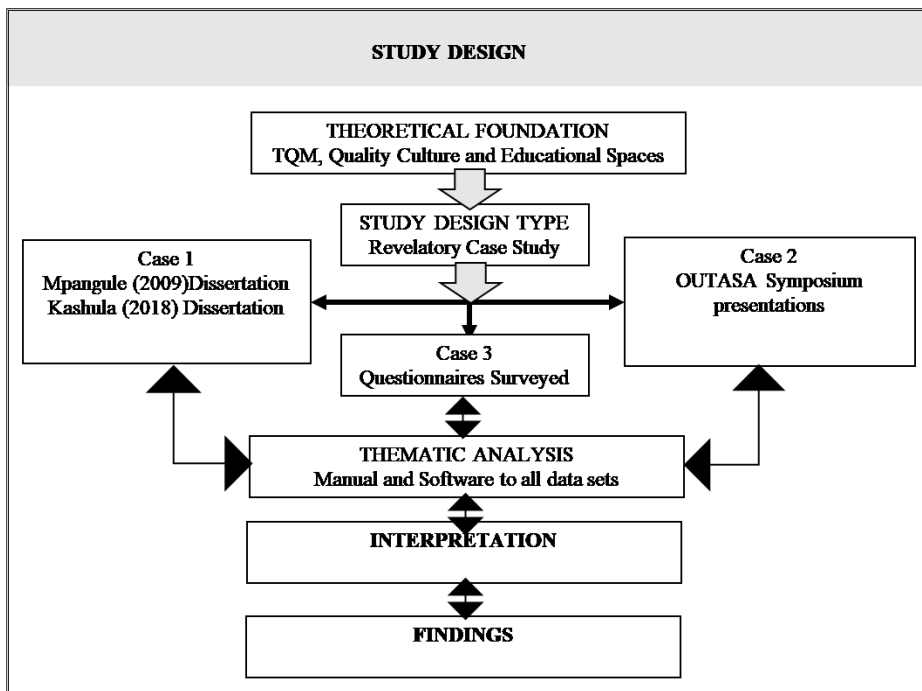 STUDY DESIGN
THEORETICAL FOUNDATION
TQM, Quality Culture and Educational Spaces
STUDY DESIGN TYPE
Revelatory Case Study
Case 1
Mpangule (2009)Dissertation
Kashula (2018) Dissertation
Case 2
OUTASA Symposium
presentations
Case 3
Questionnaires Surveyed
THEMATIC ANALYSIS
Manual and Software to all data sets
INTERPRETATION
FINDINGS